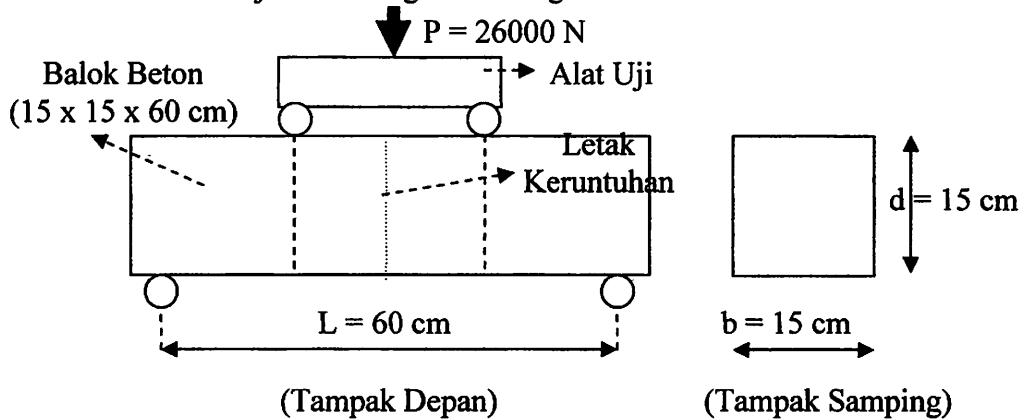 P = 26000 N
Balok Beton
(15 x 15 x 60 cm)
Alat Uji
Letak
Keruntuhan
d = 15 cm
L = 60 cm
b = 15 cm
(Tampak Depan)
(Tampak Samping)